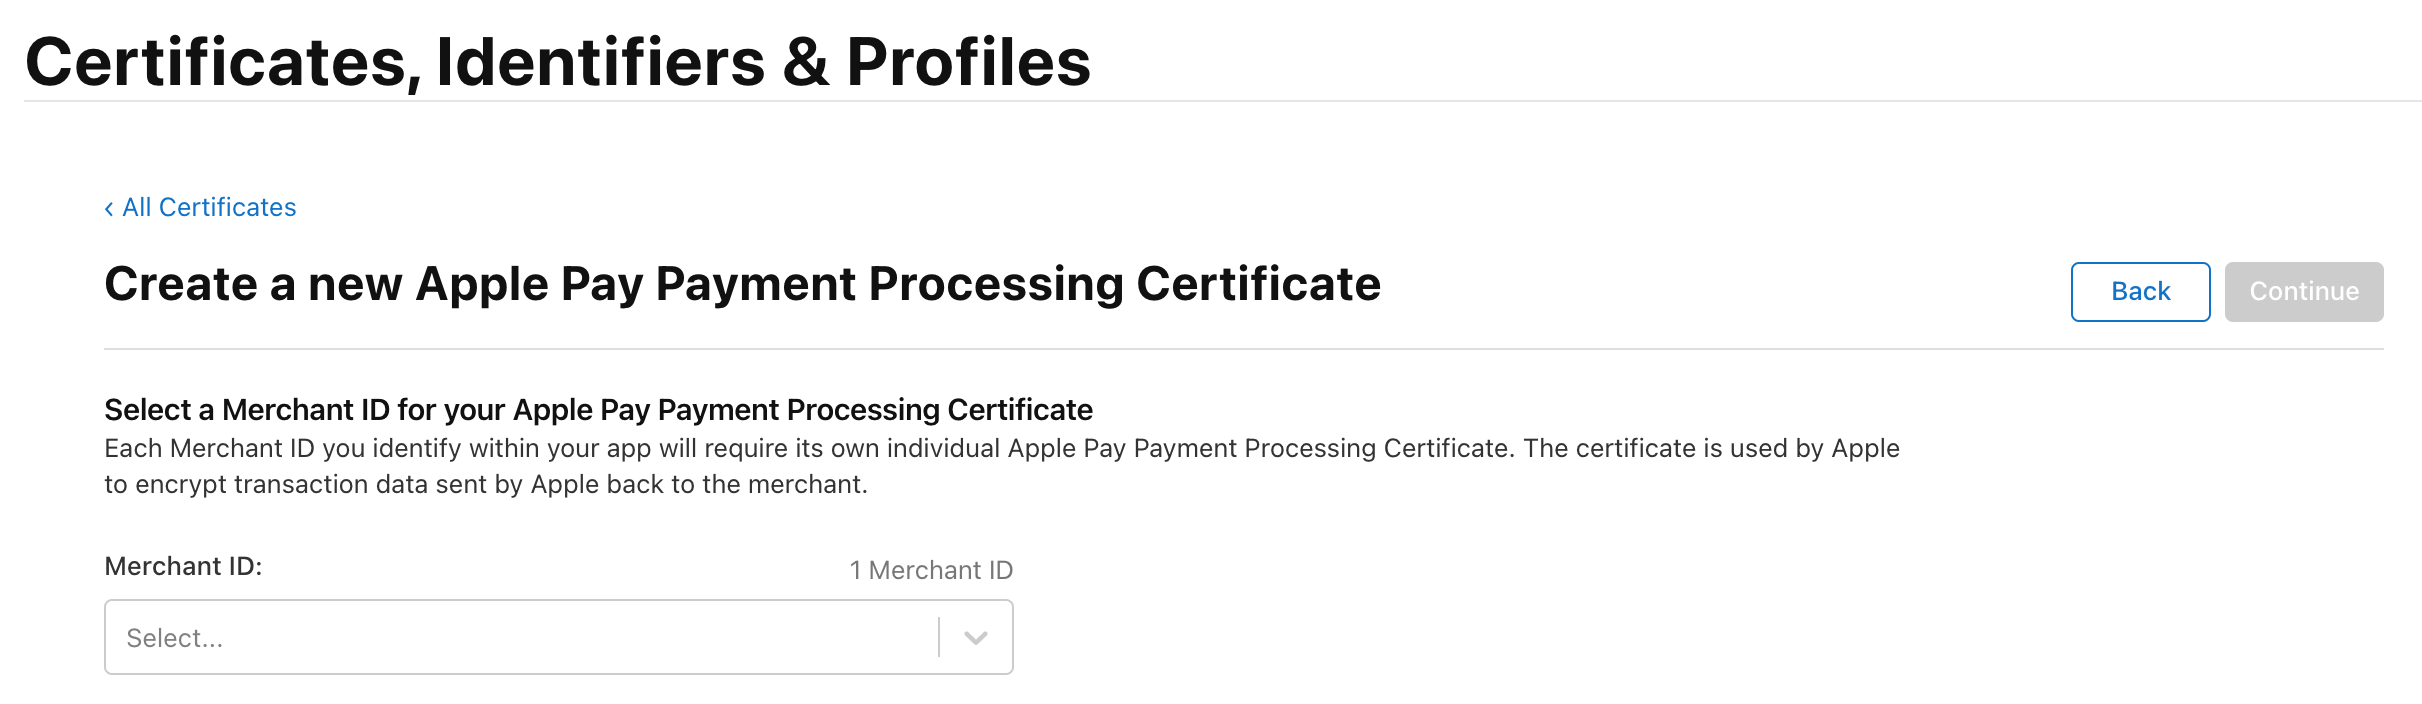 Certificates, Identifiers & Profiles
‹ All Certificates
Create a new Apple Pay Payment Processing Certificate
Back
Continue
Select a Merchant ID for your Apple Pay Payment Processing Certificate
Each Merchant ID you identify within your app will require its own individual Apple Pay Payment Processing Certificate. The certificate is used by Apple
to encrypt transaction data sent by Apple back to the merchant.
Merchant ID:
1 Merchant ID
Select...